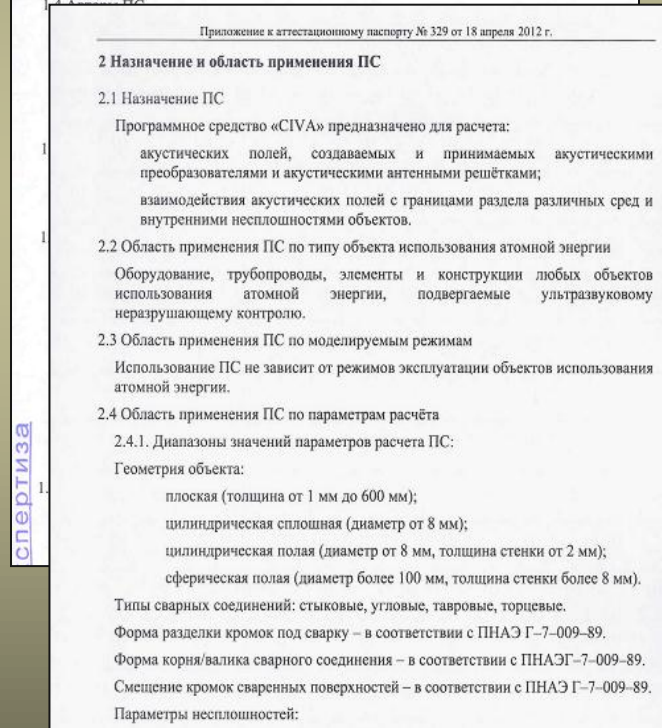 Приложение к аттестационному паспорту № 329 от 18 апреля 2012 г.
2 Назначение и область применения ПС
2.1 Назначение ПС
Программное средство «CIVA» предназначено для расчета:
акустических полей, создаваемых и принимаемых акустическими
преобразователями и акустическими антенными решётками;
взаимодействия акустических полей с границами раздела различных сред и
внутренними несплошностями объектов.
2.2 Область применения ПС по типу объекта использования атомной энергии
Оборудование, трубопроводы, элементы и конструкции любых объектов
использования атомной энергии, подвергаемые ультразвуковому
неразрушающему контролю.
2.3 Область применения ПС по моделируемым режимам
Использование ПС не зависит от режимов эксплуатации объектов использования
атомной энергии.
2.4 Область применения ПС по параметрам расчёта
2.4.1. Диапазоны значений параметров расчета ПС:
Геометрия объекта:
плоская (толщина от 1 мм до 600 мм);
цилиндрическая сплошная (диаметр от 8 мм);
цилиндрическая полая (диаметр от 8 мм, толщина стенки от 2 мм);
сферическая полая (диаметр более 100 мм, толщина стенки более 8 мм).
Типы сварных соединений: стыковые, угловые, тавровые, торцевые.
Форма разделки кромок под сварку – в соответствии с ПНАЭ Г–7–009–89.
Форма корня/валика сварного соединения – в соответствии с ПНАЭГ–7–009–89.
Смещение кромок сваренных поверхностей – в соответствии с ПНАЭ Г–7–009–89.
Параметры несплошностей:
1
1
1.
спертиза